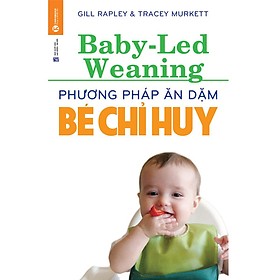 GILL RAPLEY & TRACEY MURKETT
Baby-Led
Weaning
PHƯƠNG PHÁP ĂN DẶM
BÉ CHỈ HUY